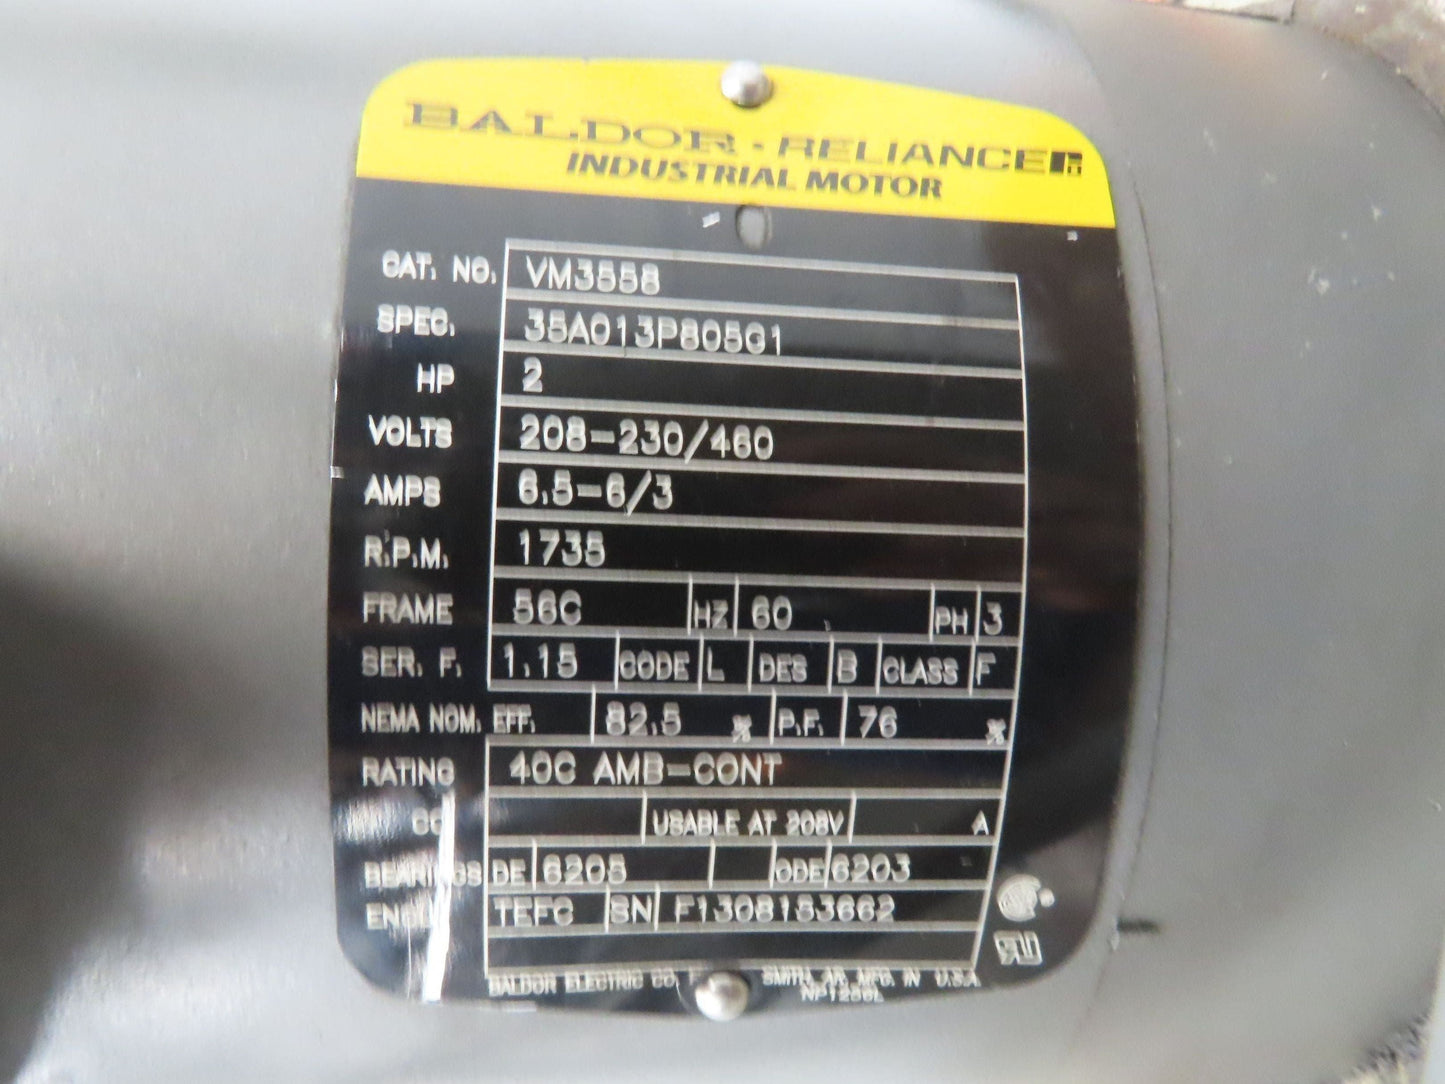 BALDOR · RELIANCE
INDUSTRIAL MOTOR
CAT. NO. VM3558
SPEC. 35A013P805G1
HP 2
VOLTS 208-230/460
AMPS 6.5-6/3
R.P.M. 1735
FRAME 56C HZ 60 PH 3
SER. F. 1.15 CODE L DES B CLASS F
NEMA NOM. EFF. 82.5 % P.F. 76 %
RATING 40C AMB-CONT
USABLE AT 208V A
BEARINGS DE 6205 ODE 6203
TEFC SN F1308153662
BALDOR ELECTRIC CO. SMITH, AR. MFG. IN U.S.A.
NP1256L